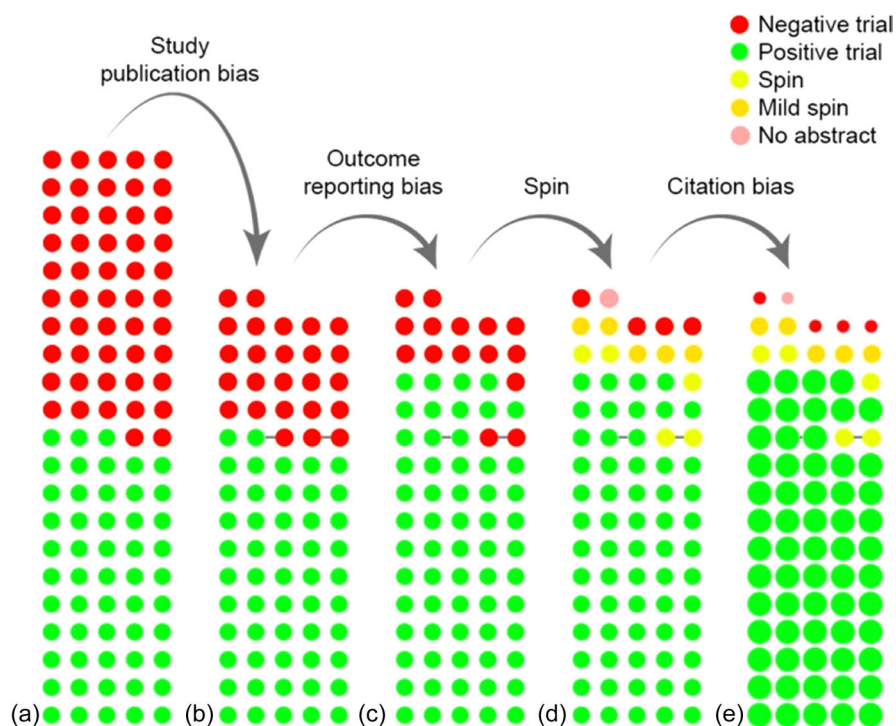 Negative trial
Positive trial
Spin
Mild spin
No abstract
Study
publication bias
Outcome
reporting bias
Spin
Citation bias
(a)
(b)
(c)
(d)
(e)